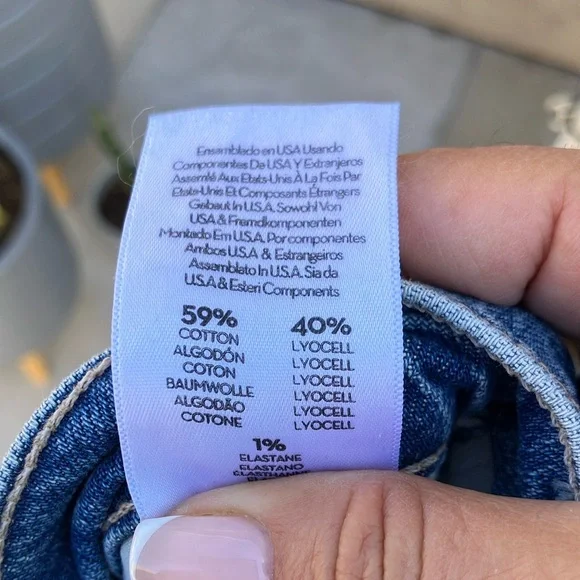 Ensamblado en USA Usando
Componentes De USA Y Extranjeros
Assemlé Aux Etats-Unis À La Fois Par
Etats-Unis Et Composants Étrangers
Gebaut In U.S.A. Sowohl Von
USA & Fremdkomponenten
Montado Em U.S.A. Por componentes
Ambos U.S.A & Estrangeiros
Assemblato In U.S.A. Sia da
U.S.A & Esteri Components
59%
COTTON
ALGODÓN
COTON
BAUMWOLLE
ALGODÃO
COTONE
40%
LYOCELL
LYOCELL
LYOCELL
LYOCELL
LYOCELL
LYOCELL
1%
ELASTANE
ELASTANO